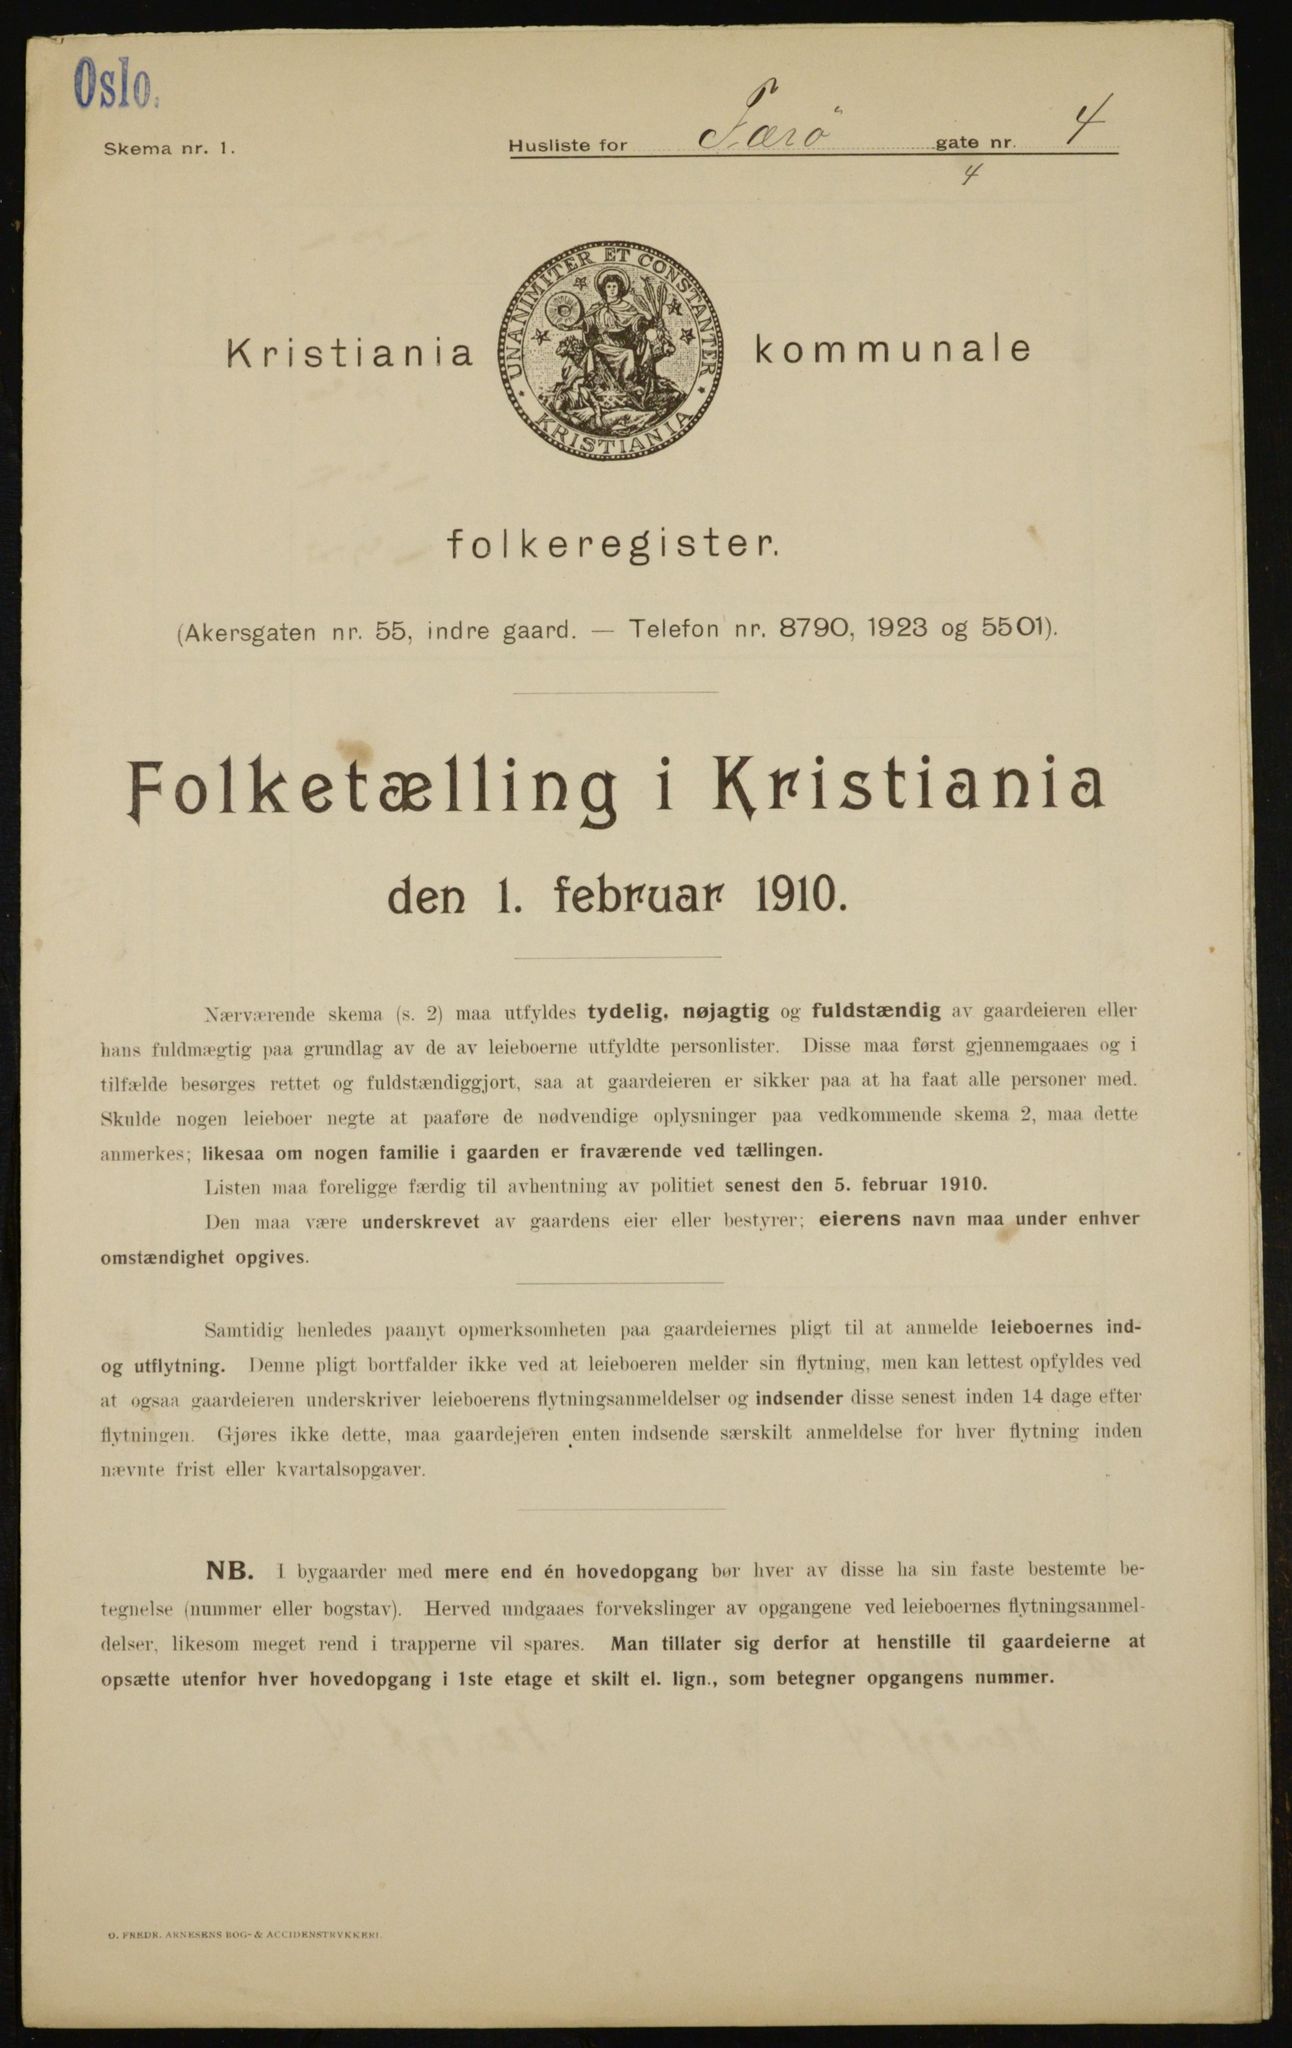 Oslo.
Skema nr. 1.
Husliste for Færö gate nr. 4
4
UNANIMITER ET CONSTANTER
KRISTIANIA
Kristiania kommunale
folkeregister.
(Akersgaten nr. 55, indre gaard. — Telefon nr. 8790, 1923 og 5501).
Folketælling i Kristiania
den 1. februar 1910.
Nærværende skema (s. 2) maa utfyldes tydelig, nøjagtig og fuldstændig av gaardeieren eller
hans fuldmægtig paa grundlag av de av leieboerne utfyldte personlister. Disse maa først gjennemgaaes og i
tilfælde besørges rettet og fuldstændiggjort, saa at gaardeieren er sikker paa at ha faat alle personer med.
Skulde nogen leieboer negte at paaføre de nødvendige oplysninger paa vedkommende skema 2, maa dette
anmerkes; likesaa om nogen familie i gaarden er fraværende ved tællingen.
Listen maa foreligge færdig til avhentning av politiet senest den 5. februar 1910.
Den maa være underskrevet av gaardens eier eller bestyrer; eierens navn maa under enhver
omstændighet opgives.
Samtidig henledes paanyt opmerksomheten paa gaardeiernes pligt til at anmelde leieboernes ind-
og utflytning. Denne pligt bortfalder ikke ved at leieboeren melder sin flytning, men kan lettest opfyldes ved
at ogsaa gaardeieren underskriver leieboerens flytningsanmeldelser og indsender disse senest inden 14 dage efter
flytningen. Gjøres ikke dette, maa gaardejeren enten indsende særskilt anmeldelse for hver flytning inden
nævnte frist eller kvartalsopgaver.
NB. I bygaarder med mere end én hovedopgang bør hver av disse ha sin faste bestemte be-
tegnelse (nummer eller bogstav). Herved undgaaes forvekslinger av opgangene ved leieboernes flytningsanmel-
delser, likesom meget rend i trapperne vil spares. Man tillater sig derfor at henstille til gaardeierne at
opsætte utenfor hver hovedopgang i 1ste etage et skilt el. lign., som betegner opgangens nummer.
O. FREDR. ARNESENS BOG- & ACCIDENSTRYKKERI.